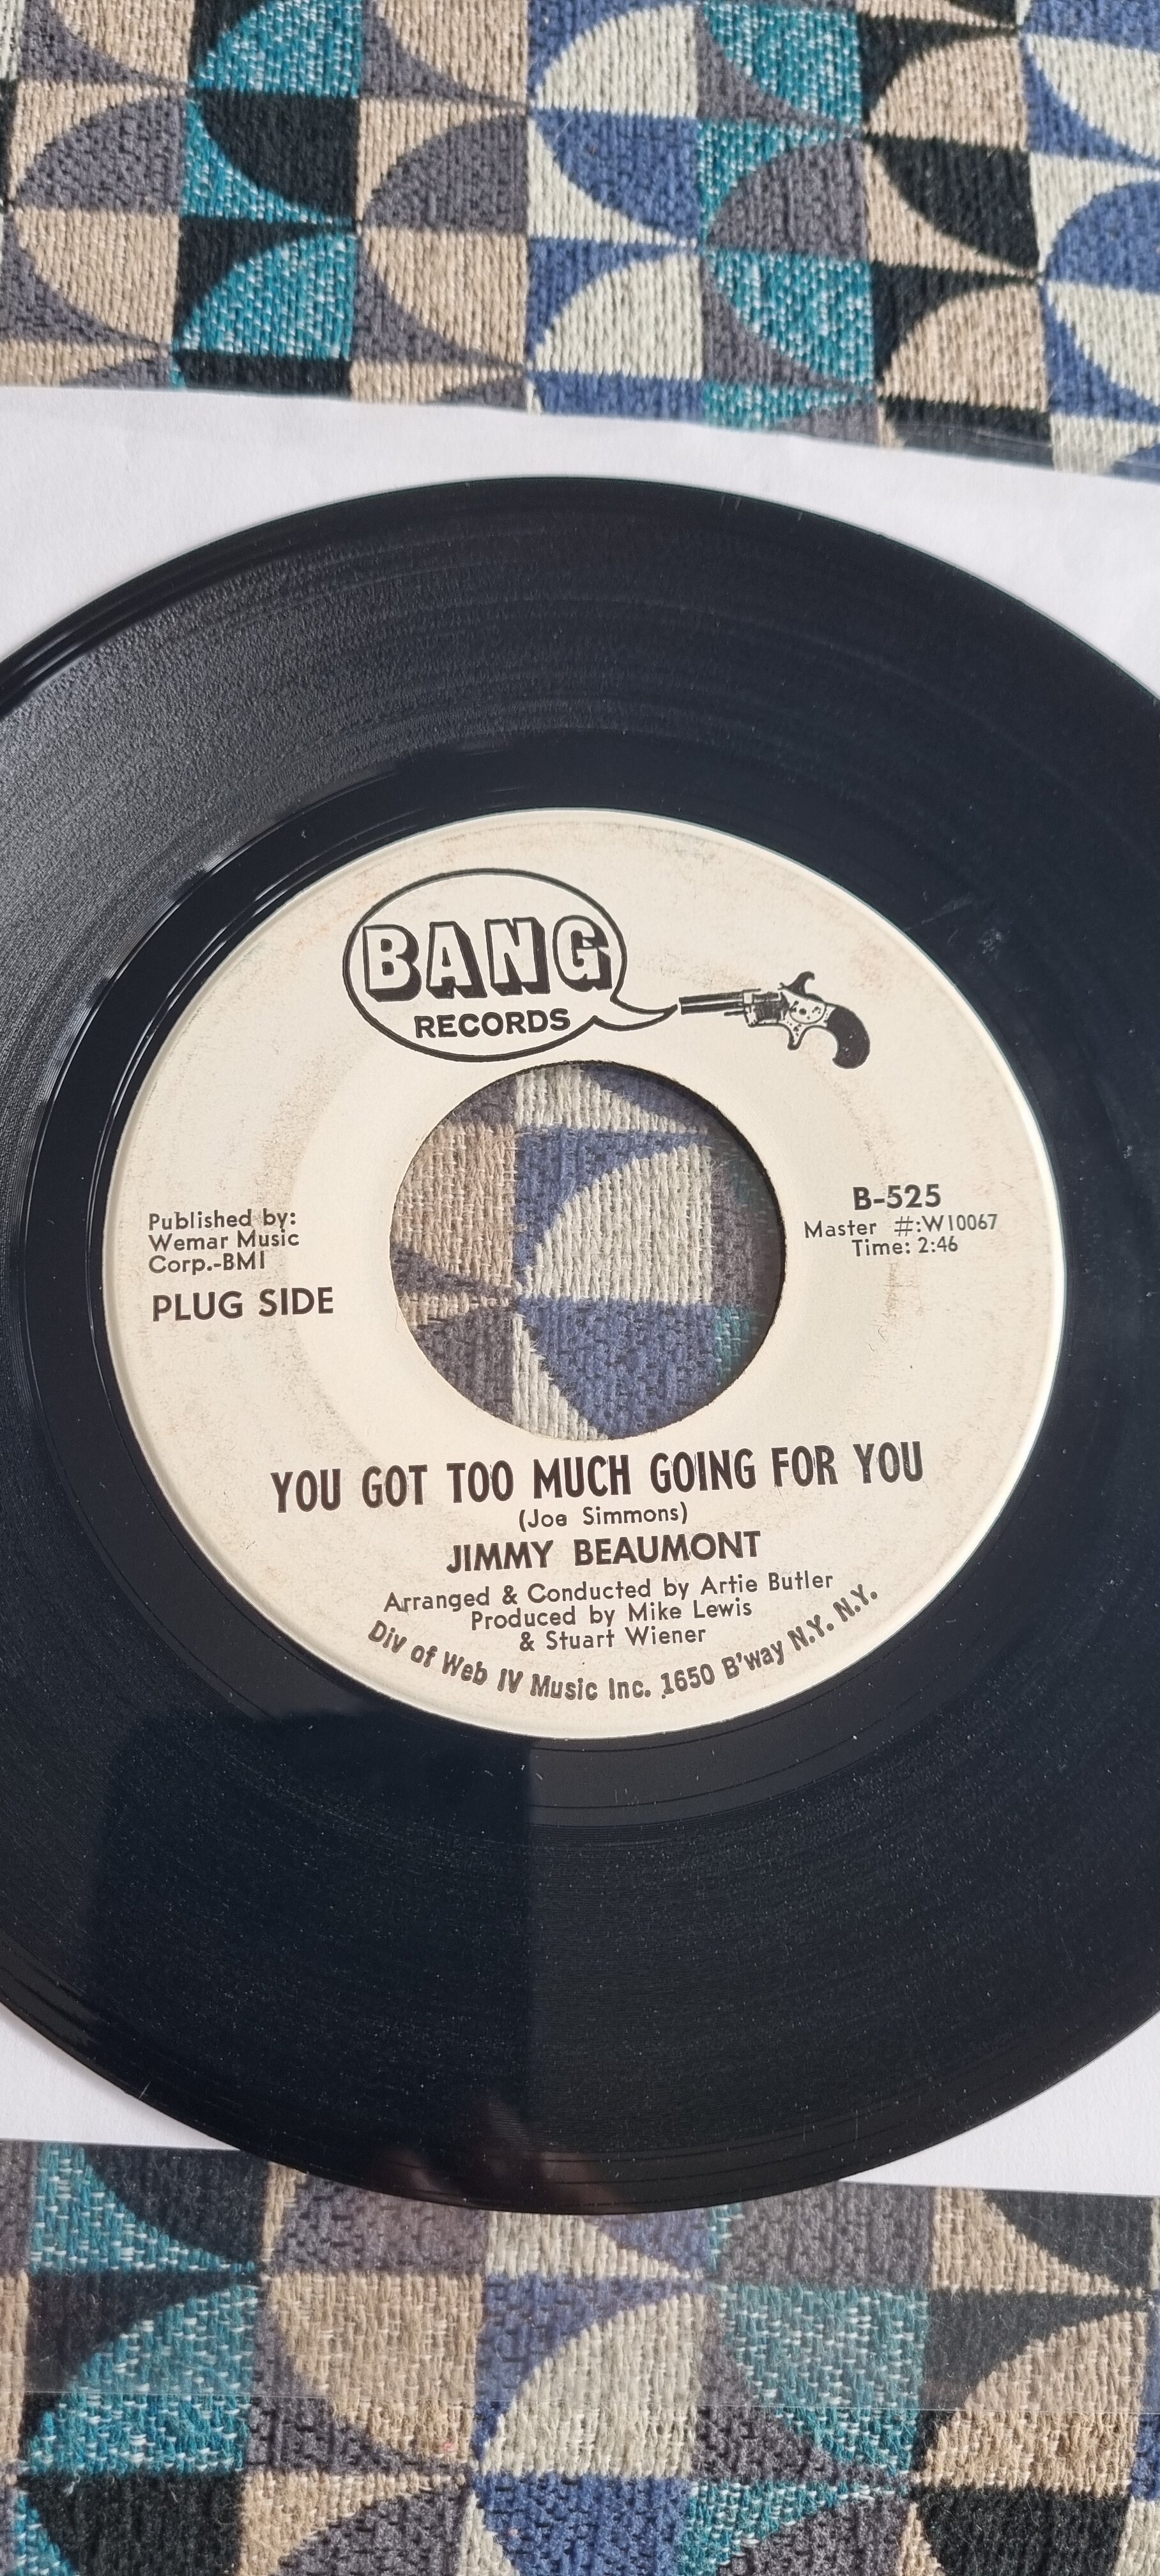 BANG
RECORDS
B-525
Master #:W10067
Time: 2:46
Published by:
Wemar Music
Corp.-BMI
PLUG SIDE
YOU GOT TOO MUCH GOING FOR YOU
(Joe Simmons)
JIMMY BEAUMONT
Arranged & Conducted by Artie Butler
Produced by Mike Lewis
& Stuart Wiener
Div of Web IV Music Inc. 1650 B'way N.Y. N.Y.